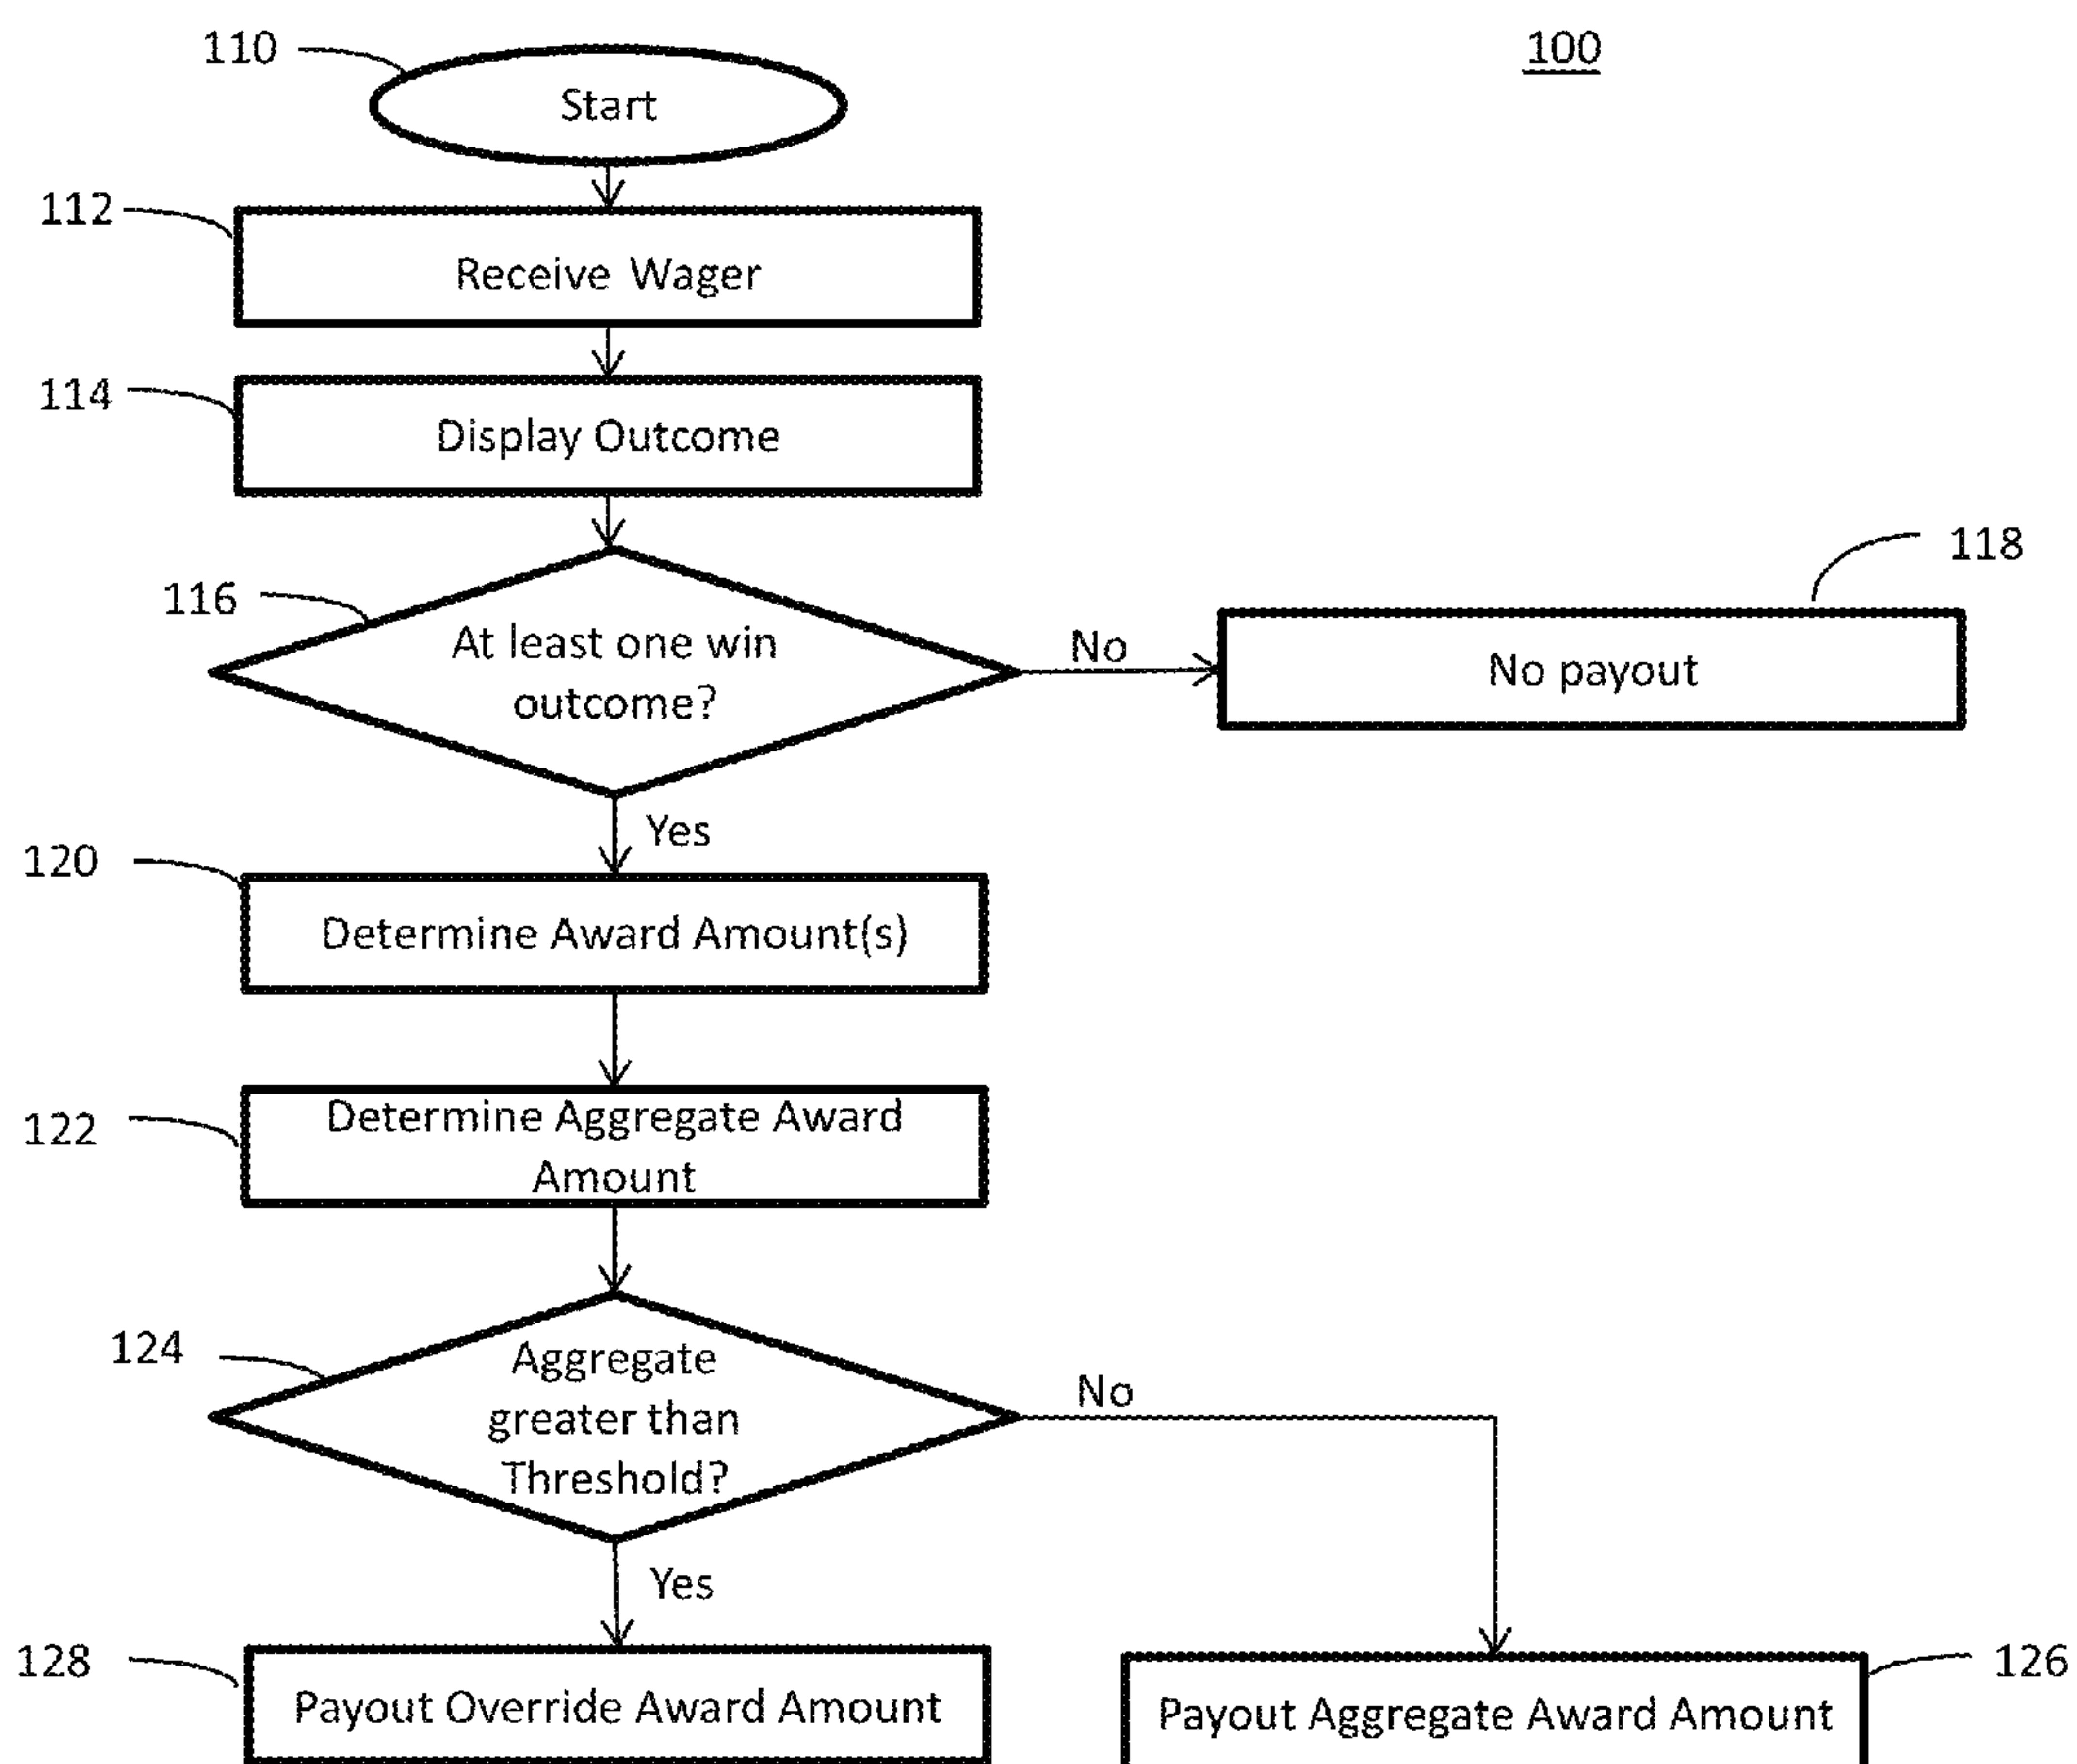 110
100
Start
112
Receive Wager
114
Display Outcome
118
116
At least one win
outcome?
No
No payout
Yes
120
Determine Award Amount(s)
122
Determine Aggregate Award
Amount
124
Aggregate
greater than
Threshold?
No
Yes
128
Payout Override Award Amount
126
Payout Aggregate Award Amount